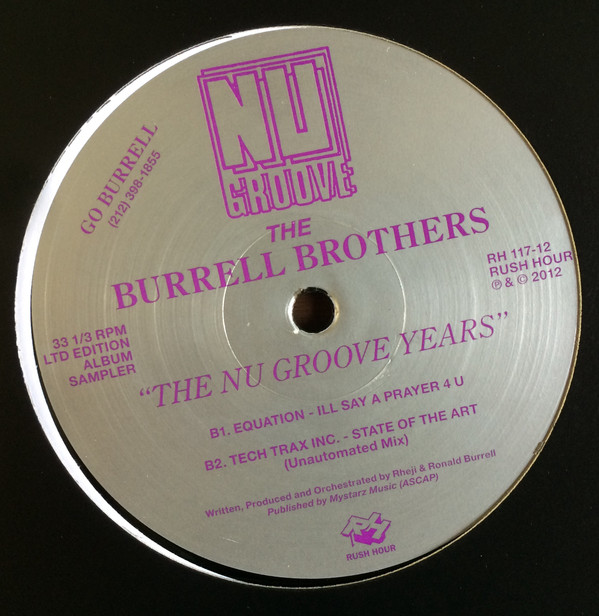 NU
GROOVE
GO BURRELL
(212) 398-1855
THE
BURRELL BROTHERS
RH 117-12
RUSH HOUR
℗ & © 2012
33 1/3 RPM
LTD EDITION
ALBUM
SAMPLER
“THE NU GROOVE YEARS”
B1. EQUATION - ILL SAY A PRAYER 4 U
B2. TECH TRAX INC. - STATE OF THE ART
(Unautomated Mix)
Written, Produced and Orchestrated by Rheji & Ronald Burrell
Published by Mystarz Music (ASCAP)
RH
RUSH HOUR